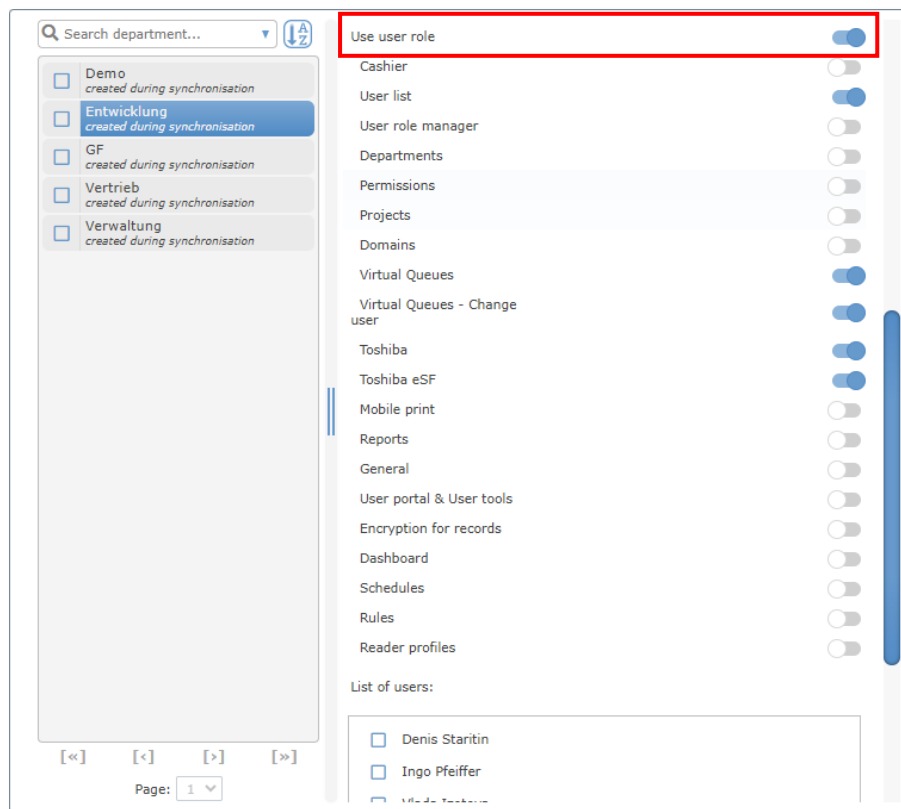 Search department...
Demo
created during synchronisation
Entwicklung
created during synchronisation
GF
created during synchronisation
Vertrieb
created during synchronisation
Verwaltung
created during synchronisation
[«] [‹] [›] [»]
Page: 1
A
Z
Use user role
Cashier
User list
User role manager
Departments
Permissions
Projects
Domains
Virtual Queues
Virtual Queues - Change
user
Toshiba
Toshiba eSF
Mobile print
Reports
General
User portal & User tools
Encryption for records
Dashboard
Schedules
Rules
Reader profiles
List of users:
Denis Staritin
Ingo Pfeiffer